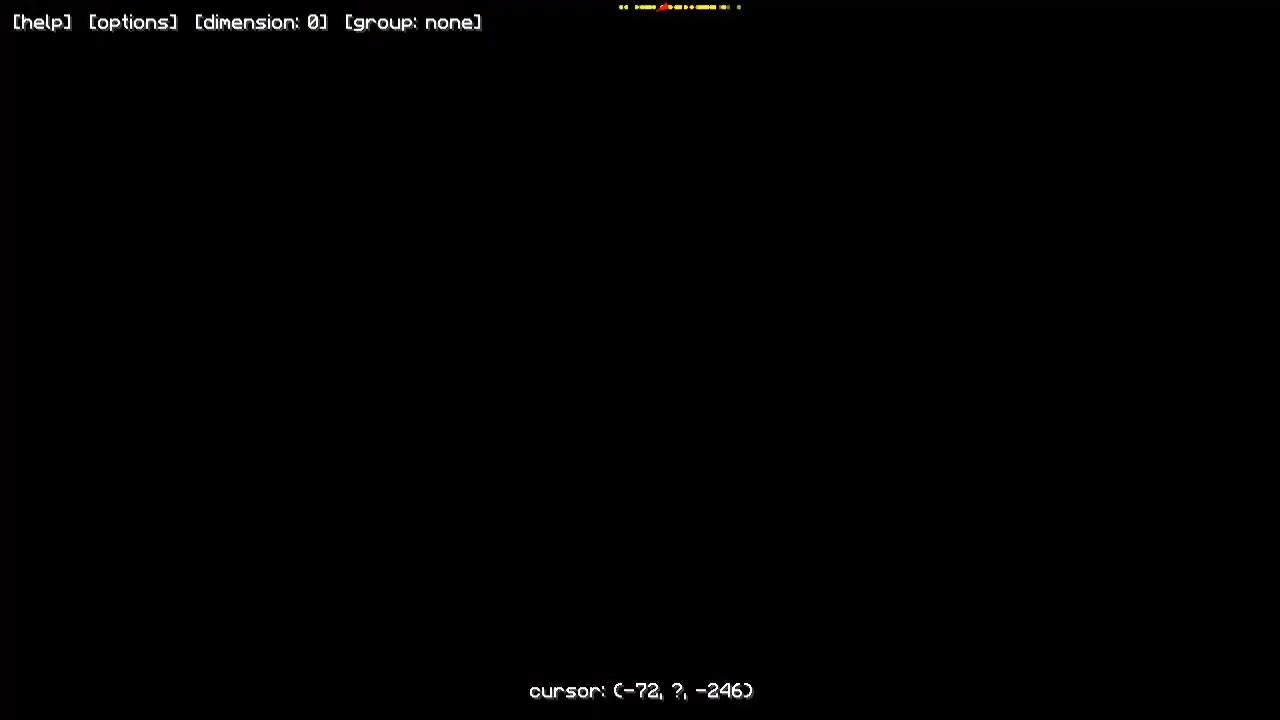 [help] [options] [dimension: 0] [group: none]
cursor: (-72, ?, -246)